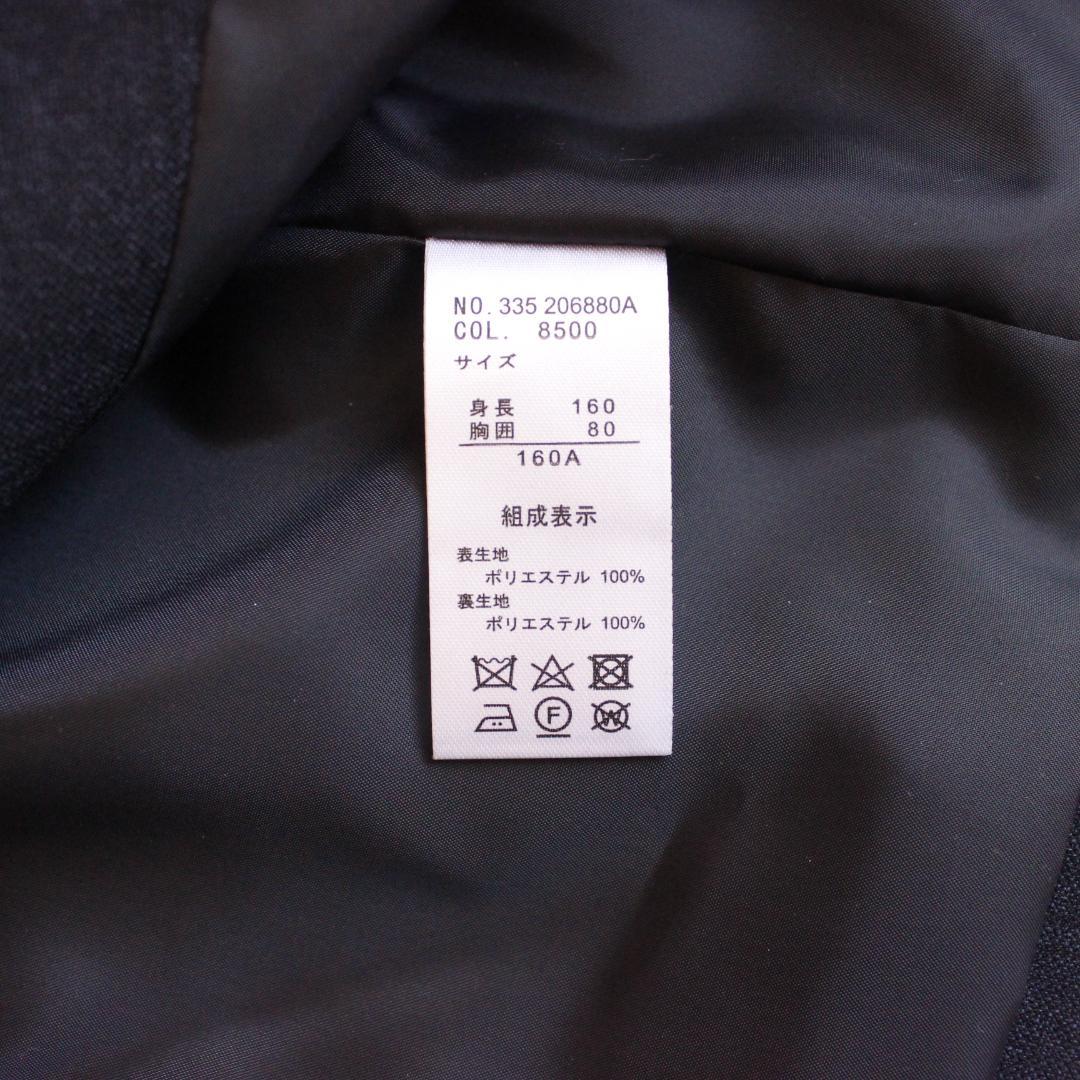 NO. 335 206880A
COL. 8500
サイズ
身長 160
胸囲 80
160A
組成表示
表生地
ポリエステル 100%
裏生地
ポリエステル 100%
F W